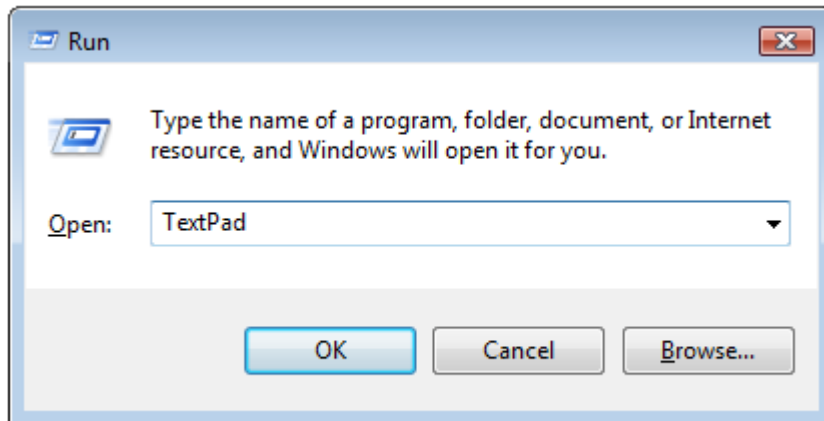 Run
Type the name of a program, folder, document, or Internet
resource, and Windows will open it for you.
Open: TextPad
OK Cancel Browse...